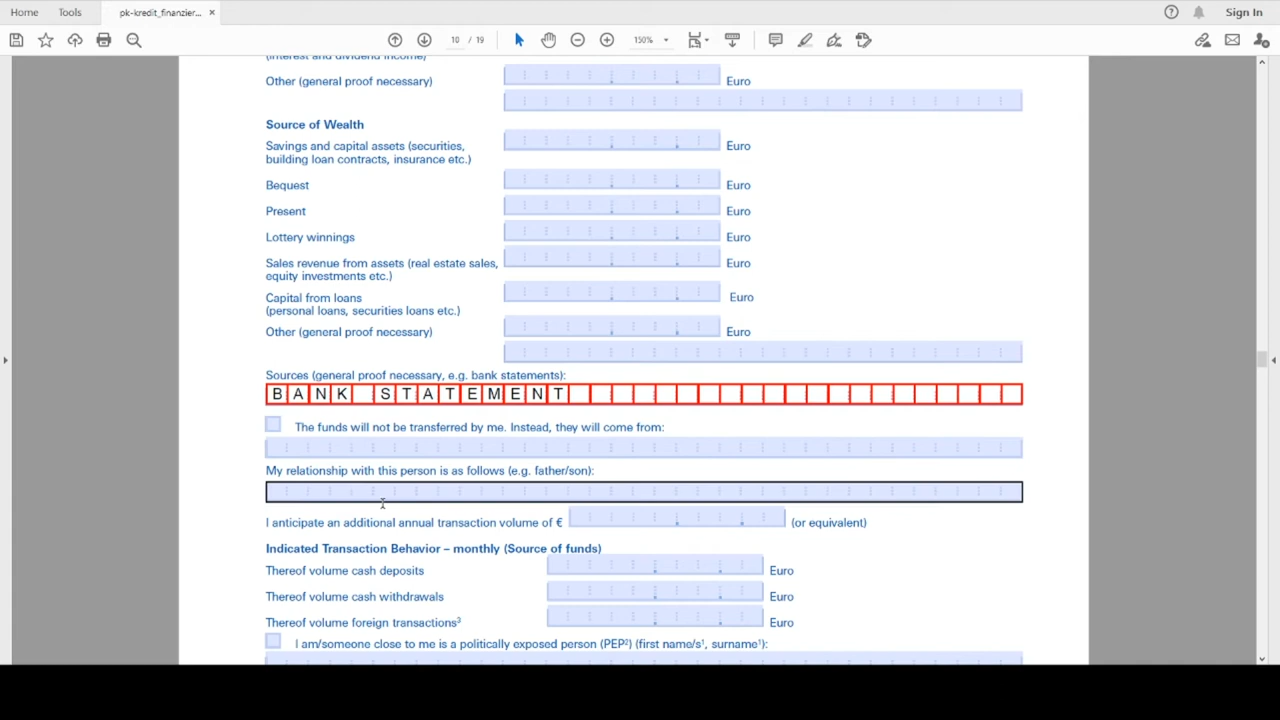 Home Tools pk-kredit_finanzier... × Sign In
10 / 19 150%
(interest and dividend income)
Other (general proof necessary) Euro
Source of Wealth
Savings and capital assets (securities,
building loan contracts, insurance etc.) Euro
Bequest Euro
Present Euro
Lottery winnings Euro
Sales revenue from assets (real estate sales,
equity investments etc.) Euro
Capital from loans Euro
(personal loans, securities loans etc.)
Other (general proof necessary) Euro
Sources (general proof necessary, e.g. bank statements):
BANK STATEMENT
The funds will not be transferred by me. Instead, they will come from:
My relationship with this person is as follows (e.g. father/son):
I anticipate an additional annual transaction volume of € (or equivalent)
Indicated Transaction Behavior – monthly (Source of funds)
Thereof volume cash deposits Euro
Thereof volume cash withdrawals Euro
Thereof volume foreign transactions³ Euro
I am/someone close to me is a politically exposed person (PEP²) (first name/s¹, surname¹):